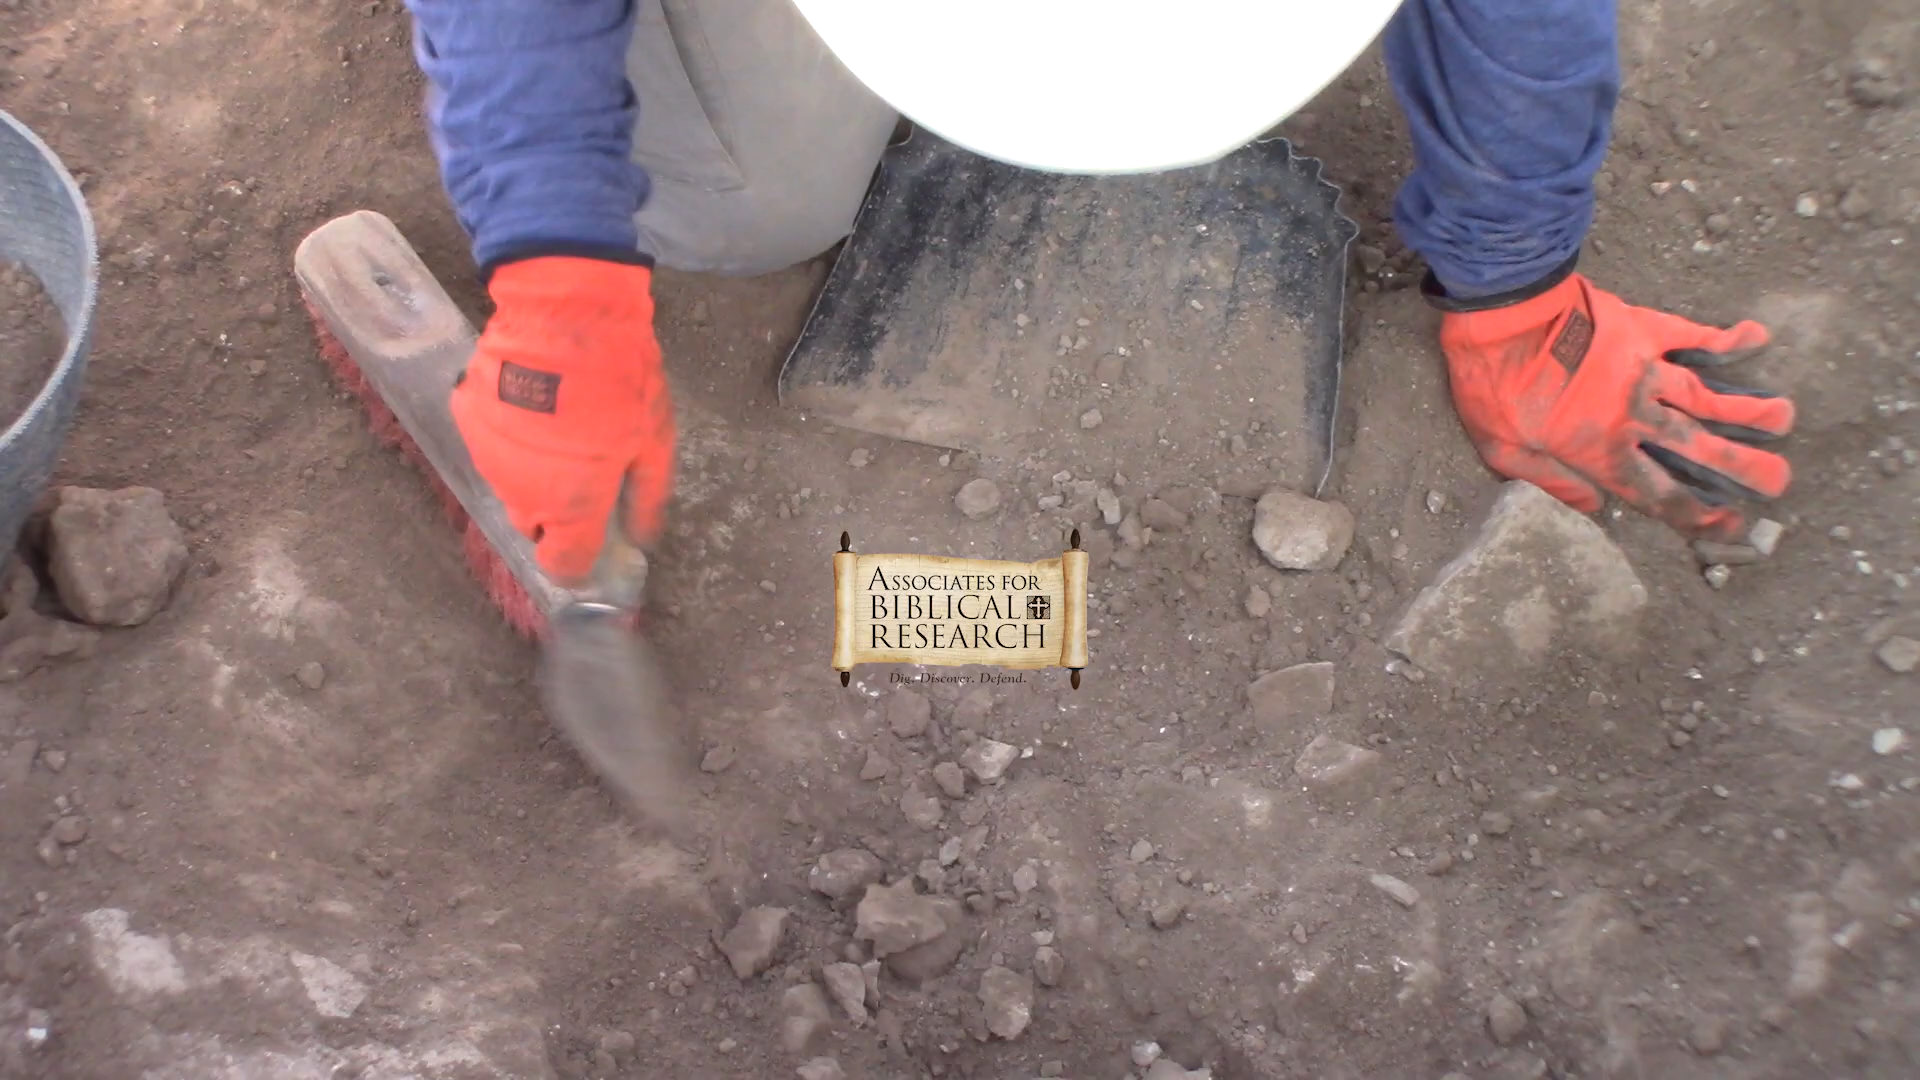 ASSOCIATES FOR
BIBLICAL
RESEARCH
Dig. Discover. Defend.